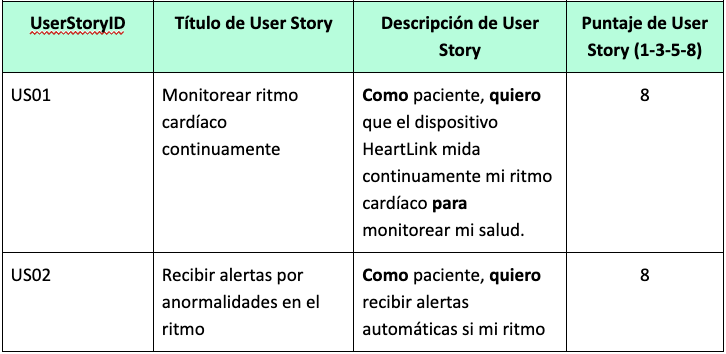 UserStoryID
Título de User Story
Descripción de User
Story
Puntaje de User
Story (1-3-5-8)
US01
Monitorear ritmo
cardíaco
continuamente
Como paciente, quiero
que el dispositivo
HeartLink mida
continuamente mi ritmo
cardíaco para
monitorear mi salud.
8
US02
Recibir alertas por
anormalidades en el
ritmo
Como paciente, quiero
recibir alertas
automáticas si mi ritmo
8